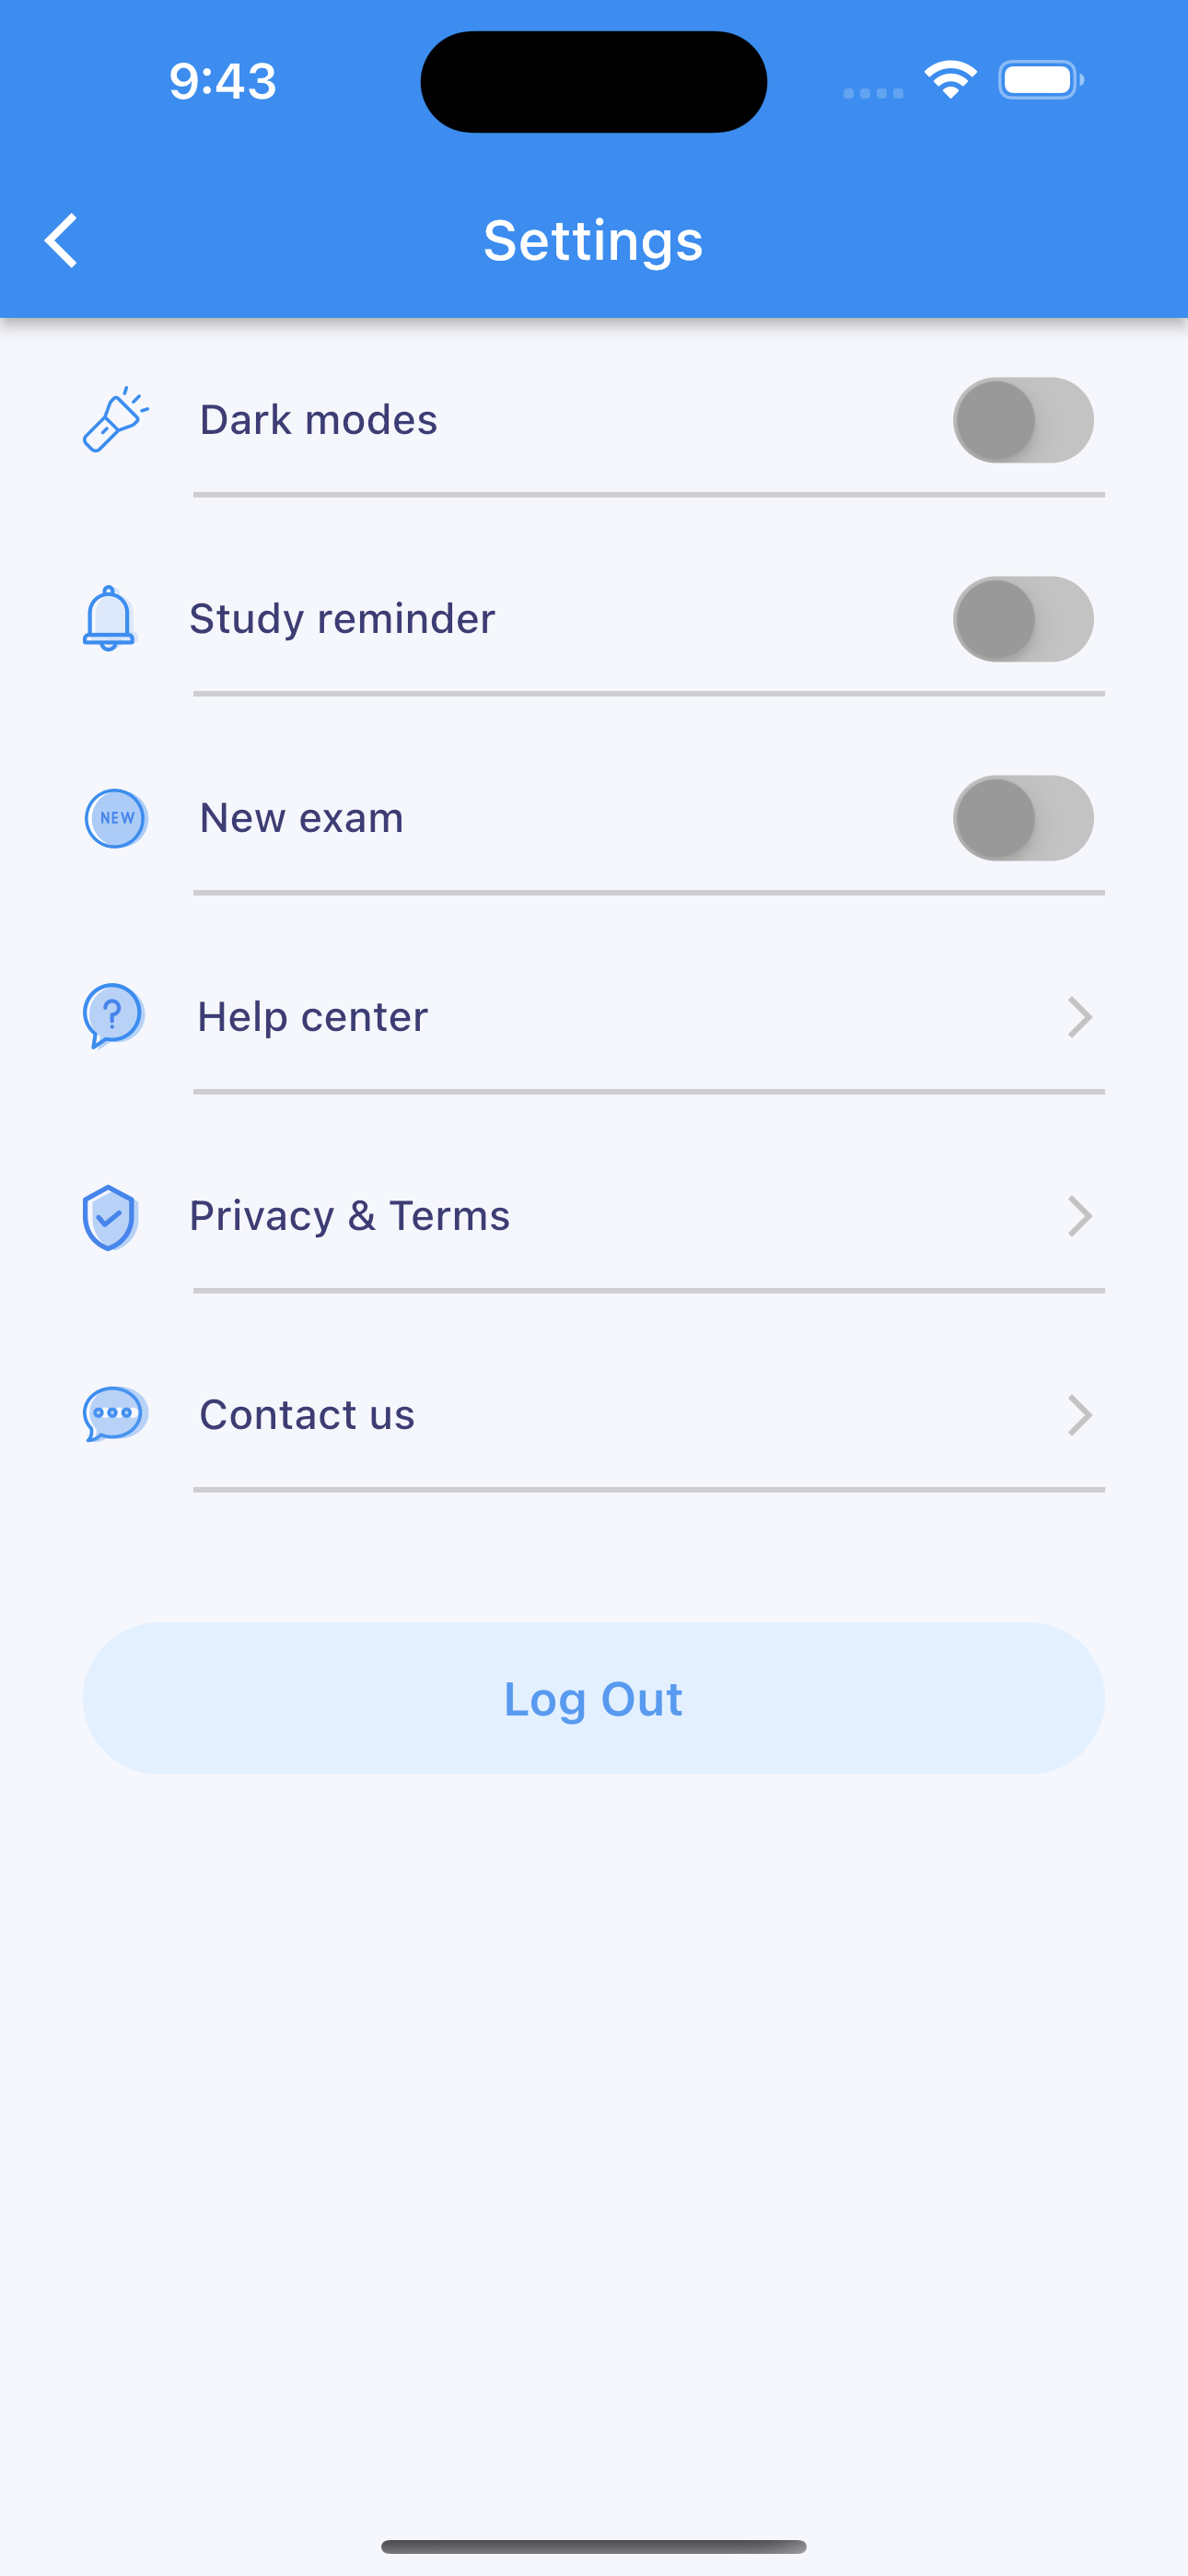 9:43
Settings
Dark modes
Study reminder
NEW
New exam
?
Help center
Privacy & Terms
Contact us
Log Out